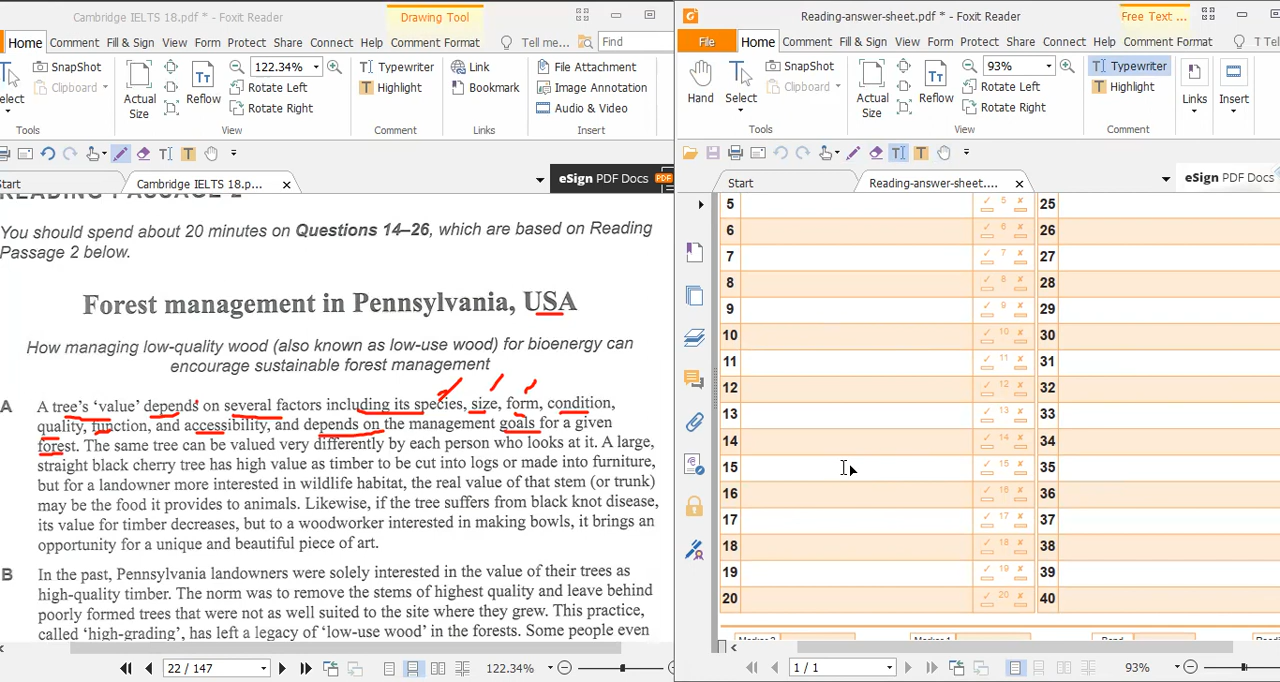 Cambridge IELTS 18.pdf * - Foxit Reader
Drawing Tool
Home Comment Fill & Sign View Form Protect Share Connect Help Comment Format Tell me... Find
SnapShot
Clipboard
Actual Size
Reflow
122.34%
Rotate Left
Rotate Right
Typewriter
Highlight
Link
Bookmark
File Attachment
Image Annotation
Audio & Video
Tools View Comment Links Insert
Cambridge IELTS 18.p...
eSign PDF Docs
READING PASSAGE 2
You should spend about 20 minutes on Questions 14–26, which are based on Reading
Passage 2 below.
Forest management in Pennsylvania, USA
How managing low-quality wood (also known as low-use wood) for bioenergy can
encourage sustainable forest management
A A tree's 'value' depends on several factors including its species, size, form, condition,
quality, function, and accessibility, and depends on the management goals for a given
forest. The same tree can be valued very differently by each person who looks at it. A large,
straight black cherry tree has high value as timber to be cut into logs or made into furniture,
but for a landowner more interested in wildlife habitat, the real value of that stem (or trunk)
may be the food it provides to animals. Likewise, if the tree suffers from black knot disease,
its value for timber decreases, but to a woodworker interested in making bowls, it brings an
opportunity for a unique and beautiful piece of art.
B In the past, Pennsylvania landowners were solely interested in the value of their trees as
high-quality timber. The norm was to remove the stems of highest quality and leave behind
poorly formed trees that were not as well suited to the site where they grew. This practice,
called 'high-grading', has left a legacy of 'low-use wood' in the forests. Some people even
22 / 147
122.34%
Reading-answer-sheet.pdf * - Foxit Reader
Free Text ...
File Home Comment Fill & Sign View Form Protect Share Connect Help Comment Format
Hand
Select
SnapShot
Clipboard
Actual Size
Reflow
93%
Rotate Left
Rotate Right
Typewriter
Highlight
Links
Insert
Tools View Comment
Start
Reading-answer-sheet....
eSign PDF Docs
5 5 25
6 6 26
7 7 27
8 8 28
9 9 29
10 10 30
11 11 31
12 12 32
13 13 33
14 14 34
15 15 35
16 16 36
17 17 37
18 18 38
19 19 39
20 20 40
1 / 1
93%